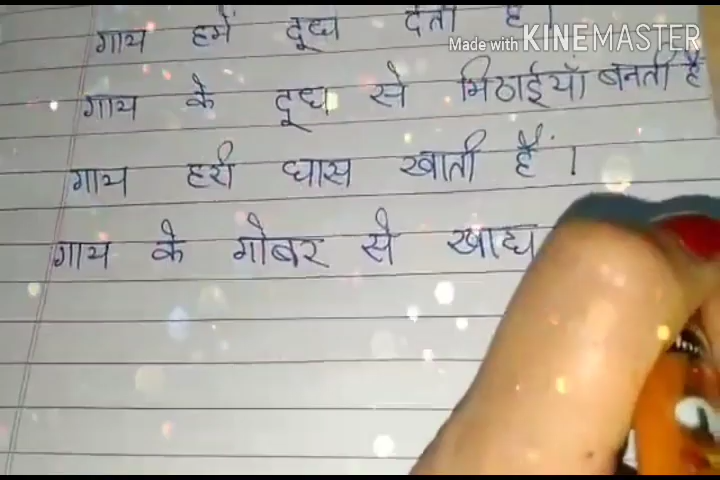 गाय हमें दूध देती है।
Made with KINEMASTER
गाय के दूध से मिठाईयाँ बनती हैं
गाय हरी घास खाती हैं।
गाय के गोबर से खाद्य